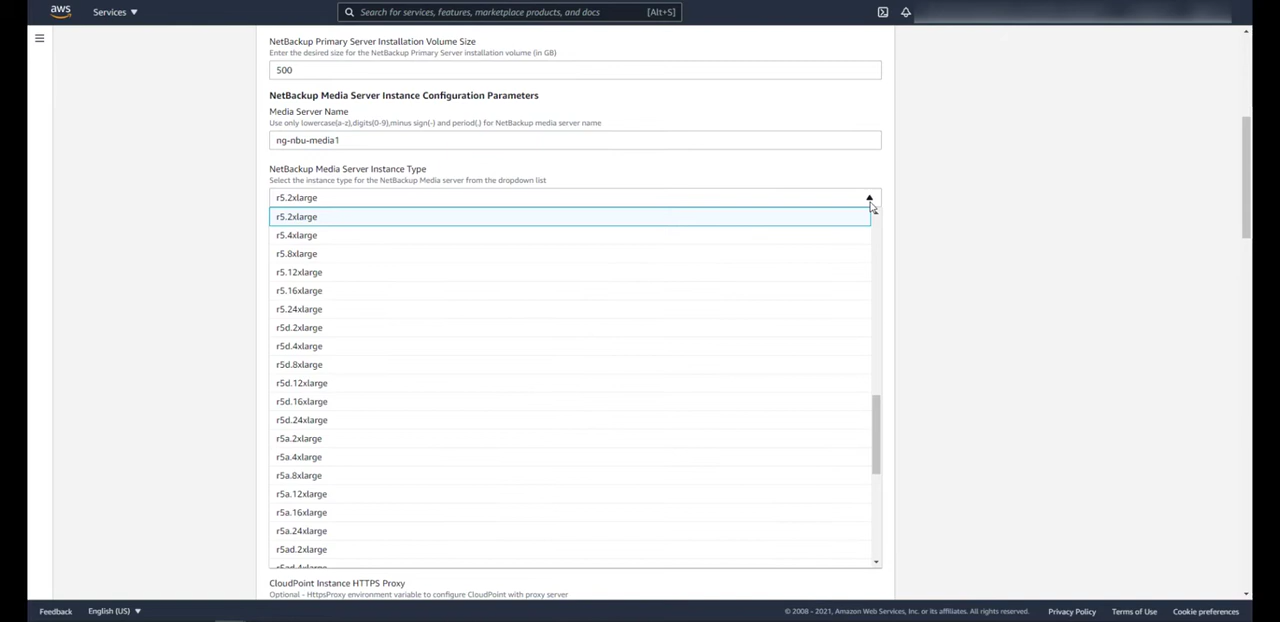 aws
Services
Search for services, features, marketplace products, and docs
[Alt+S]
NetBackup Primary Server Installation Volume Size
Enter the desired size for the NetBackup Primary Server installation volume (in GB)
500
NetBackup Media Server Instance Configuration Parameters
Media Server Name
Use only lowercase(a-z),digits(0-9),minus sign(-) and period(.) for NetBackup media server name
ng-nbu-media1
NetBackup Media Server Instance Type
Select the instance type for the NetBackup Media server from the dropdown list
r5.2xlarge
r5.2xlarge
r5.4xlarge
r5.8xlarge
r5.12xlarge
r5.16xlarge
r5.24xlarge
r5d.2xlarge
r5d.4xlarge
r5d.8xlarge
r5d.12xlarge
r5d.16xlarge
r5d.24xlarge
r5a.2xlarge
r5a.4xlarge
r5a.8xlarge
r5a.12xlarge
r5a.16xlarge
r5a.24xlarge
r5ad.2xlarge
r5ad.4xlarge
CloudPoint Instance HTTPS Proxy
Optional - HttpsProxy environment variable to configure CloudPoint with proxy server
Feedback
English (US)
© 2008 - 2021, Amazon Web Services, Inc. or its affiliates. All rights reserved.
Privacy Policy
Terms of Use
Cookie preferences